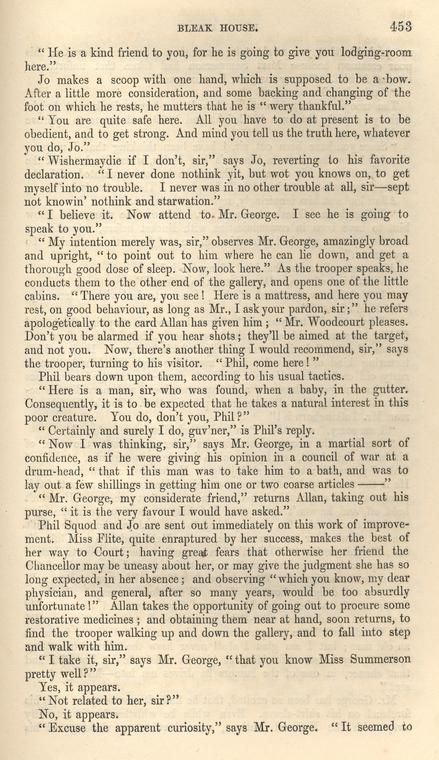 BLEAK HOUSE. 453
" He is a kind friend to you, for he is going to give you lodging-room
here."
Jo makes a scoop with one hand, which is supposed to be a bow.
After a little more consideration, and some backing and changing of the
foot on which he rests, he mutters that he is " wery thankful."
" You are quite safe here. All you have to do at present is to be
obedient, and to get strong. And mind you tell us the truth here, whatever
you do, Jo."
" Wishermaydie if I don't, sir," says Jo, reverting to his favorite
declaration. " I never done nothink yit, but wot you knows on, to get
myself into no trouble. I never was in no other trouble at all, sir—sept
not knowin' nothink and starwation."
" I believe it. Now attend to Mr. George. I see he is going to
speak to you."
" My intention merely was, sir," observes Mr. George, amazingly broad
and upright, " to point out to him where he can lie down, and get a
thorough good dose of sleep. Now, look here." As the trooper speaks, he
conducts them to the other end of the gallery, and opens one of the little
cabins. " There you are, you see ! Here is a mattress, and here you may
rest, on good behaviour, as long as Mr., I ask your pardon, sir ;" he refers
apologetically to the card Allan has given him ; " Mr. Woodcourt pleases.
Don't you be alarmed if you hear shots ; they'll be aimed at the target,
and not you. Now, there's another thing I would recommend, sir," says
the trooper, turning to his visitor. " Phil, come here ! "
Phil bears down upon them, according to his usual tactics.
" Here is a man, sir, who was found, when a baby, in the gutter.
Consequently, it is to be expected that he takes a natural interest in this
poor creature. You do, don't you, Phil ?"
" Certainly and surely I do, guv'ner," is Phil's reply.
" Now I was thinking, sir," says Mr. George, in a martial sort of
confidence, as if he were giving his opinion in a council of war at a
drum-head, " that if this man was to take him to a bath, and was to
lay out a few shillings in getting him one or two coarse articles ——"
" Mr. George, my considerate friend," returns Allan, taking out his
purse, " it is the very favour I would have asked."
Phil Squod and Jo are sent out immediately on this work of improve-
ment. Miss Flite, quite enraptured by her success, makes the best of
her way to Court ; having great fears that otherwise her friend the
Chancellor may be uneasy about her, or may give the judgment she has so
long expected, in her absence ; and observing " which you know, my dear
physician, and general, after so many years, would be too absurdly
unfortunate !" Allan takes the opportunity of going out to procure some
restorative medicines ; and obtaining them near at hand, soon returns, to
find the trooper walking up and down the gallery, and to fall into step
and walk with him.
" I take it, sir," says Mr. George, " that you know Miss Summerson
pretty well ?"
Yes, it appears.
" Not related to her, sir ?"
No, it appears.
" Excuse the apparent curiosity," says Mr. George. " It seemed to